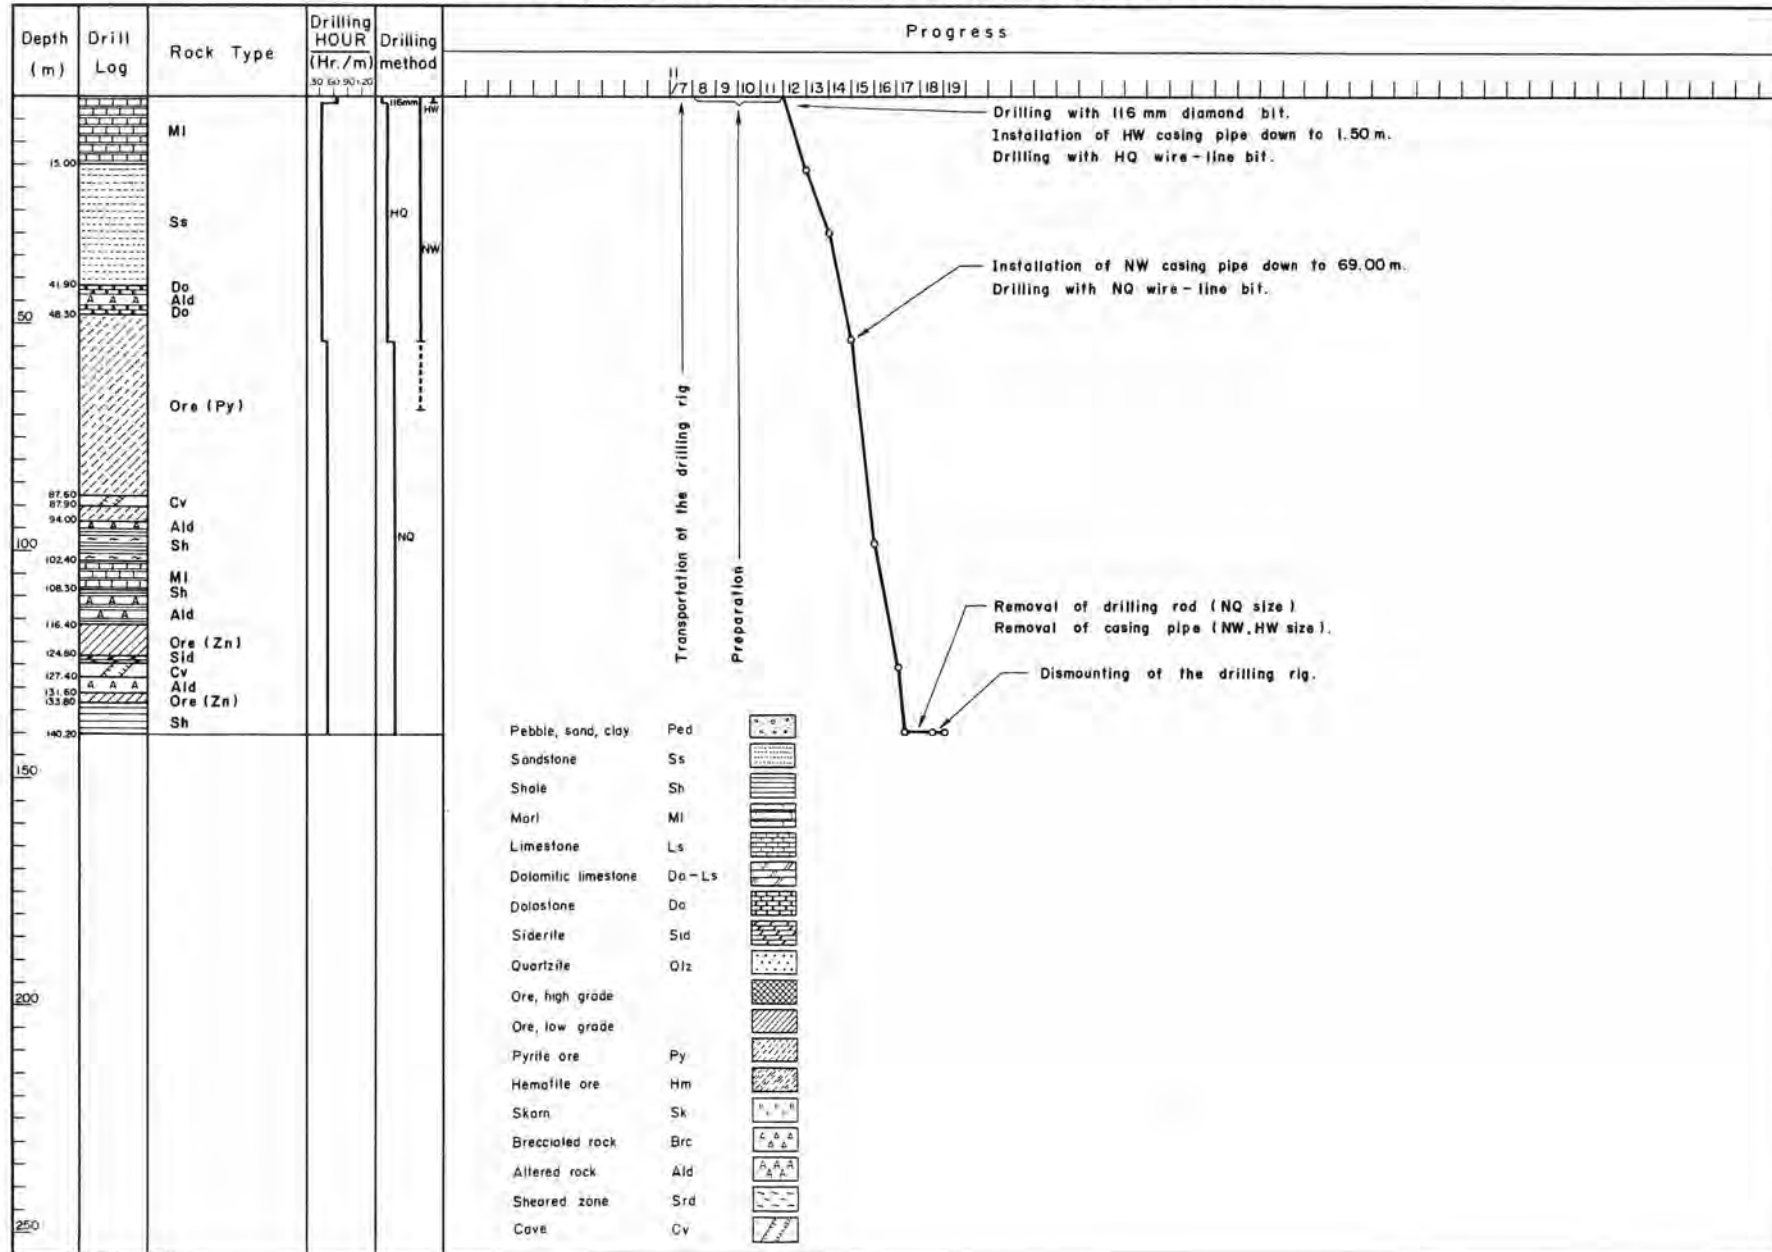 Depth
(m)
Drill
Log
Rock Type
Drilling
HOUR
(Hr./m)
30 60 90 120
Drilling
method
Progress
11
/7 8 9 10 11 12 13 14 15 16 17 18 19
116mm HW
Ml
15.00
Ss
HQ
NW
41.90 Do
Ald
48.30 Do
50
Ore (Py)
87.60
87.90 Cv
94.00
Ald
100 Sh
NQ
102.40
Ml
108.30 Sh
Ald
116.40
Ore (Zn)
124.60 Sid
Cv
127.40
Ald
131.60
133.80 Ore (Zn)
Sh
140.20
150
200
250
Transportation of the drilling rig
Preparation
Drilling with 116 mm diamond bit.
Installation of HW casing pipe down to 1.50 m.
Drilling with HQ wire-line bit.
Installation of NW casing pipe down to 69.00 m.
Drilling with NQ wire-line bit.
Removal of drilling rod (NQ size)
Removal of casing pipe (NW, HW size).
Dismounting of the drilling rig.
Pebble, sand, clay Ped
Sandstone Ss
Shale Sh
Marl Ml
Limestone Ls
Dolomitic limestone Do-Ls
Dolostone Do
Siderite Sid
Quartzite Qtz
Ore, high grade
Ore, low grade
Pyrite ore Py
Hematite ore Hm
Skarn Sk
Brecciated rock Brc
Altered rock Ald
Sheared zone Srd
Cave Cv